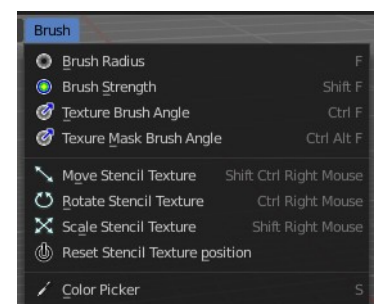 Brush
Brush Radius F
Brush Strength Shift F
Texture Brush Angle Ctrl F
Texure Mask Brush Angle Ctrl Alt F
Move Stencil Texture Shift Ctrl Right Mouse
Rotate Stencil Texture Ctrl Right Mouse
Scale Stencil Texture Shift Right Mouse
Reset Stencil Texture position
Color Picker S